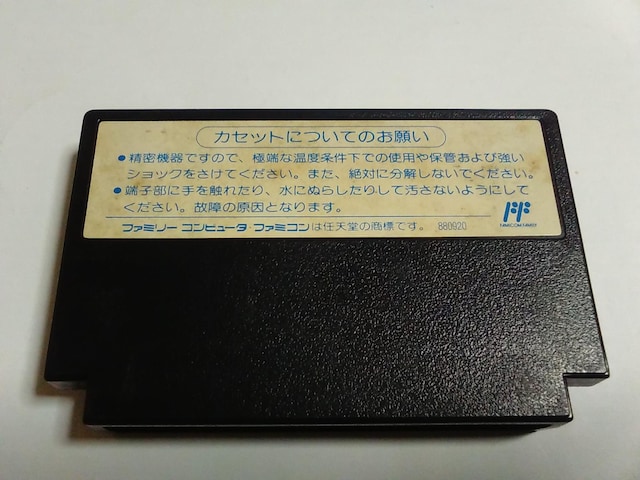 カセットについてのお願い
●精密機器ですので、極端な温度条件下での使用や保管および強い
ショックをさけてください。また、絶対に分解しないでください。
●端子部に手を触れたり、水にぬらしたりして汚さないようにして
ください。故障の原因となります。
ファミリー コンピュータ・ファミコンは任天堂の商標です。 880920
FAMICOM FAMILY